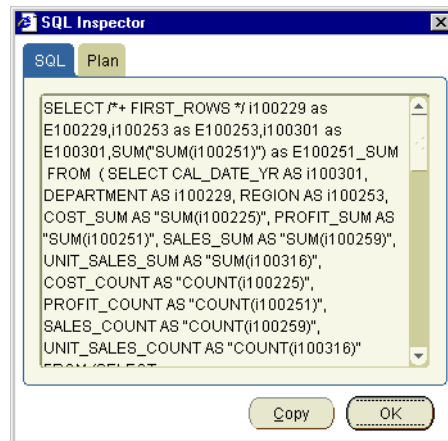 SQL Inspector
SQL
Plan
SELECT /*+ FIRST_ROWS */ i100229 as
E100229,i100253 as E100253,i100301 as
E100301,SUM("SUM(i100251)") as E100251_SUM
FROM ( SELECT CAL_DATE_YR AS i100301,
DEPARTMENT AS i100229, REGION AS i100253,
COST_SUM AS "SUM(i100225)", PROFIT_SUM AS
"SUM(i100251)", SALES_SUM AS "SUM(i100259)",
UNIT_SALES_SUM AS "SUM(i100316)",
COST_COUNT AS "COUNT(i100225)",
PROFIT_COUNT AS "COUNT(i100251)",
SALES_COUNT AS "COUNT(i100259)",
UNIT_SALES_COUNT AS "COUNT(i100316)"
FROM (SELECT
Copy
OK